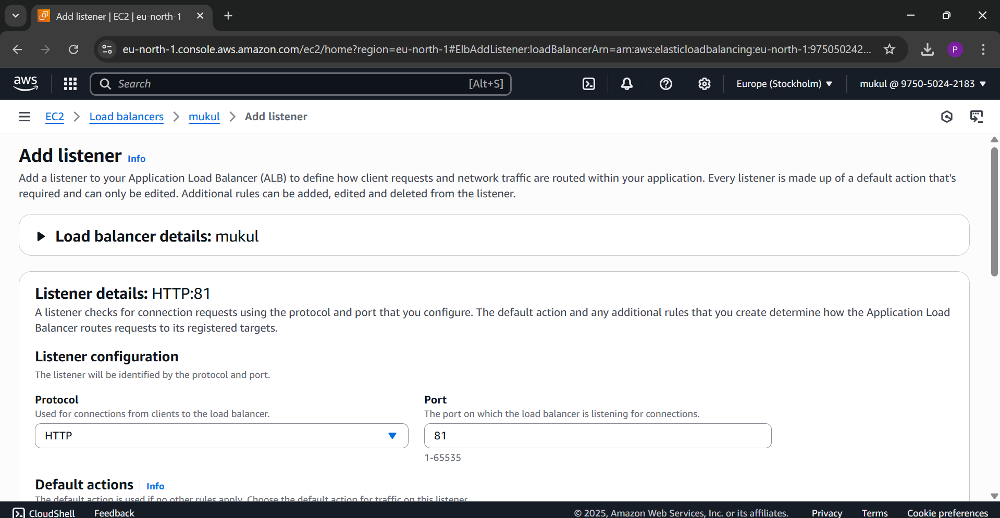 Add listener | EC2 | eu-north-1
eu-north-1.console.aws.amazon.com/ec2/home?region=eu-north-1#ElbAddListener:loadBalancerArn=arn:aws:elasticloadbalancing:eu-north-1:975050242...
P
aws
Search
[Alt+S]
Europe (Stockholm)
mukul @ 9750-5024-2183
EC2
Load balancers
mukul
Add listener
Add listener Info
Add a listener to your Application Load Balancer (ALB) to define how client requests and network traffic are routed within your application. Every listener is made up of a default action that's
required and can only be edited. Additional rules can be added, edited and deleted from the listener.
Load balancer details: mukul
Listener details: HTTP:81
A listener checks for connection requests using the protocol and port that you configure. The default action and any additional rules that you create determine how the Application Load
Balancer routes requests to its registered targets.
Listener configuration
The listener will be identified by the protocol and port.
Protocol
Used for connections from clients to the load balancer.
HTTP
Port
The port on which the load balancer is listening for connections.
81
1-65535
Default actions Info
The default action is used if no other rules apply. Choose the default action for traffic on this listener.
CloudShell
Feedback
© 2025, Amazon Web Services, Inc. or its affiliates.
Privacy
Terms
Cookie preferences